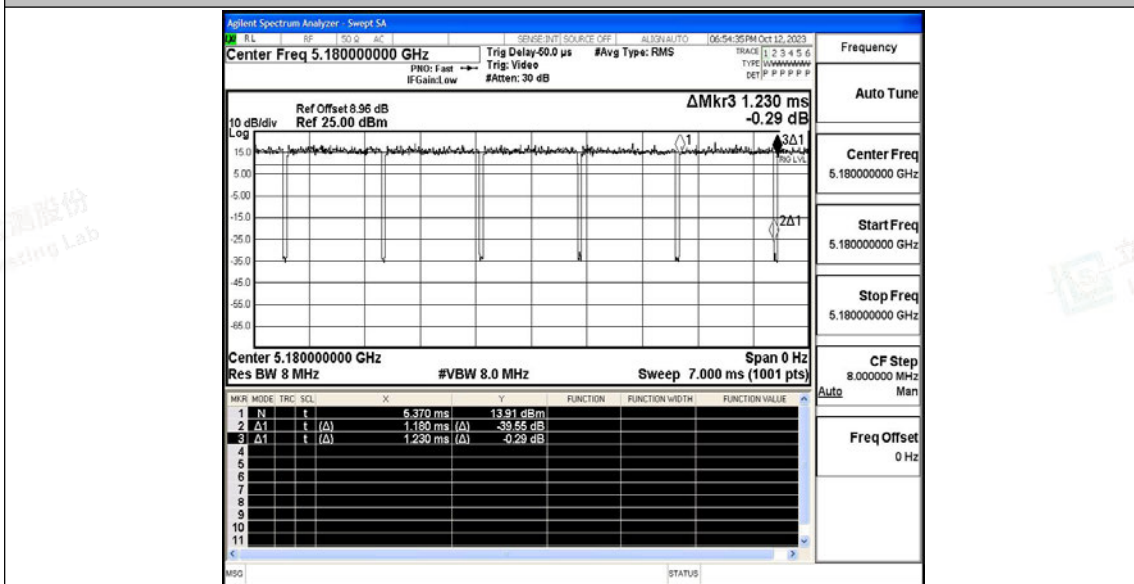 Agilent Spectrum Analyzer - Swept SA
RL RF 50 Ω AC SENSE:INT SOURCE OFF ALIGN AUTO 06:54:35 PM Oct 12, 2023
Center Freq 5.180000000 GHz
Trig Delay-50.0 µs #Avg Type: RMS
TRACE 1 2 3 4 5 6
PNO: Fast Trig: Video
TYPE
IFGain:Low #Atten: 30 dB
DET P P P P P P
ΔMkr3 1.230 ms
-0.29 dB
Ref Offset 8.96 dB
10 dB/div Ref 25.00 dBm
Log
15.0
5.00
-5.00
-15.0
-25.0
-35.0
-45.0
-55.0
-65.0
1
3Δ1
TRIG LVL
2Δ1
Center 5.180000000 GHz Span 0 Hz
Res BW 8 MHz #VBW 8.0 MHz Sweep 7.000 ms (1001 pts)
MKR MODE TRC SCL X Y FUNCTION FUNCTION WIDTH FUNCTION VALUE
1 N t 5.370 ms 13.91 dBm
2 Δ1 t (Δ) 1.180 ms (Δ) -39.55 dB
3 Δ1 t (Δ) 1.230 ms (Δ) -0.29 dB
4
5
6
7
8
9
10
11
MSG STATUS
Frequency
Auto Tune
Center Freq
5.180000000 GHz
Start Freq
5.180000000 GHz
Stop Freq
5.180000000 GHz
CF Step
8.000000 MHz
Auto Man
Freq Offset
0 Hz
测股份
sting Lab
立